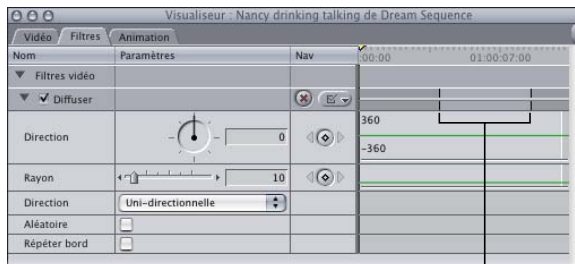 Visualiseur : Nancy drinking talking de Dream Sequence
Vidéo Filtres Animation
Nom Paramètres Nav :00:00 01:00:07:00
Filtres vidéo
Diffuser
Direction 0 360 -360
Rayon 10
Direction Uni-directionnelle
Aléatoire
Répéter bord